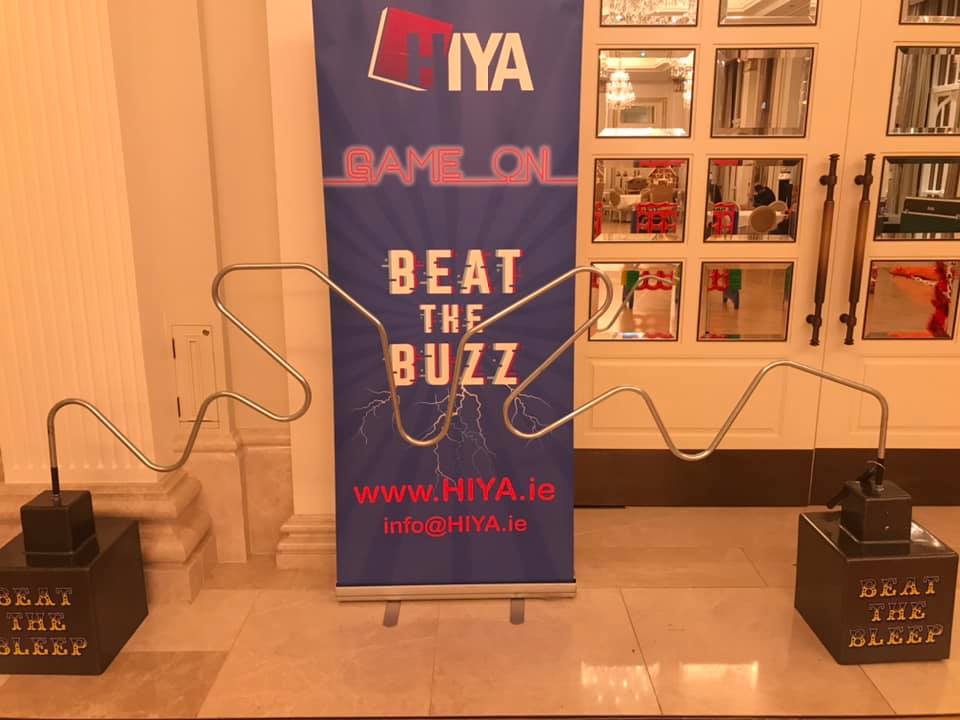 HIYA
GAME ON
BEAT
THE
BUZZ
www.HIYA.ie
info@HIYA.ie
BEAT
THE
BLEEP
BEAT
THE
BLEEP